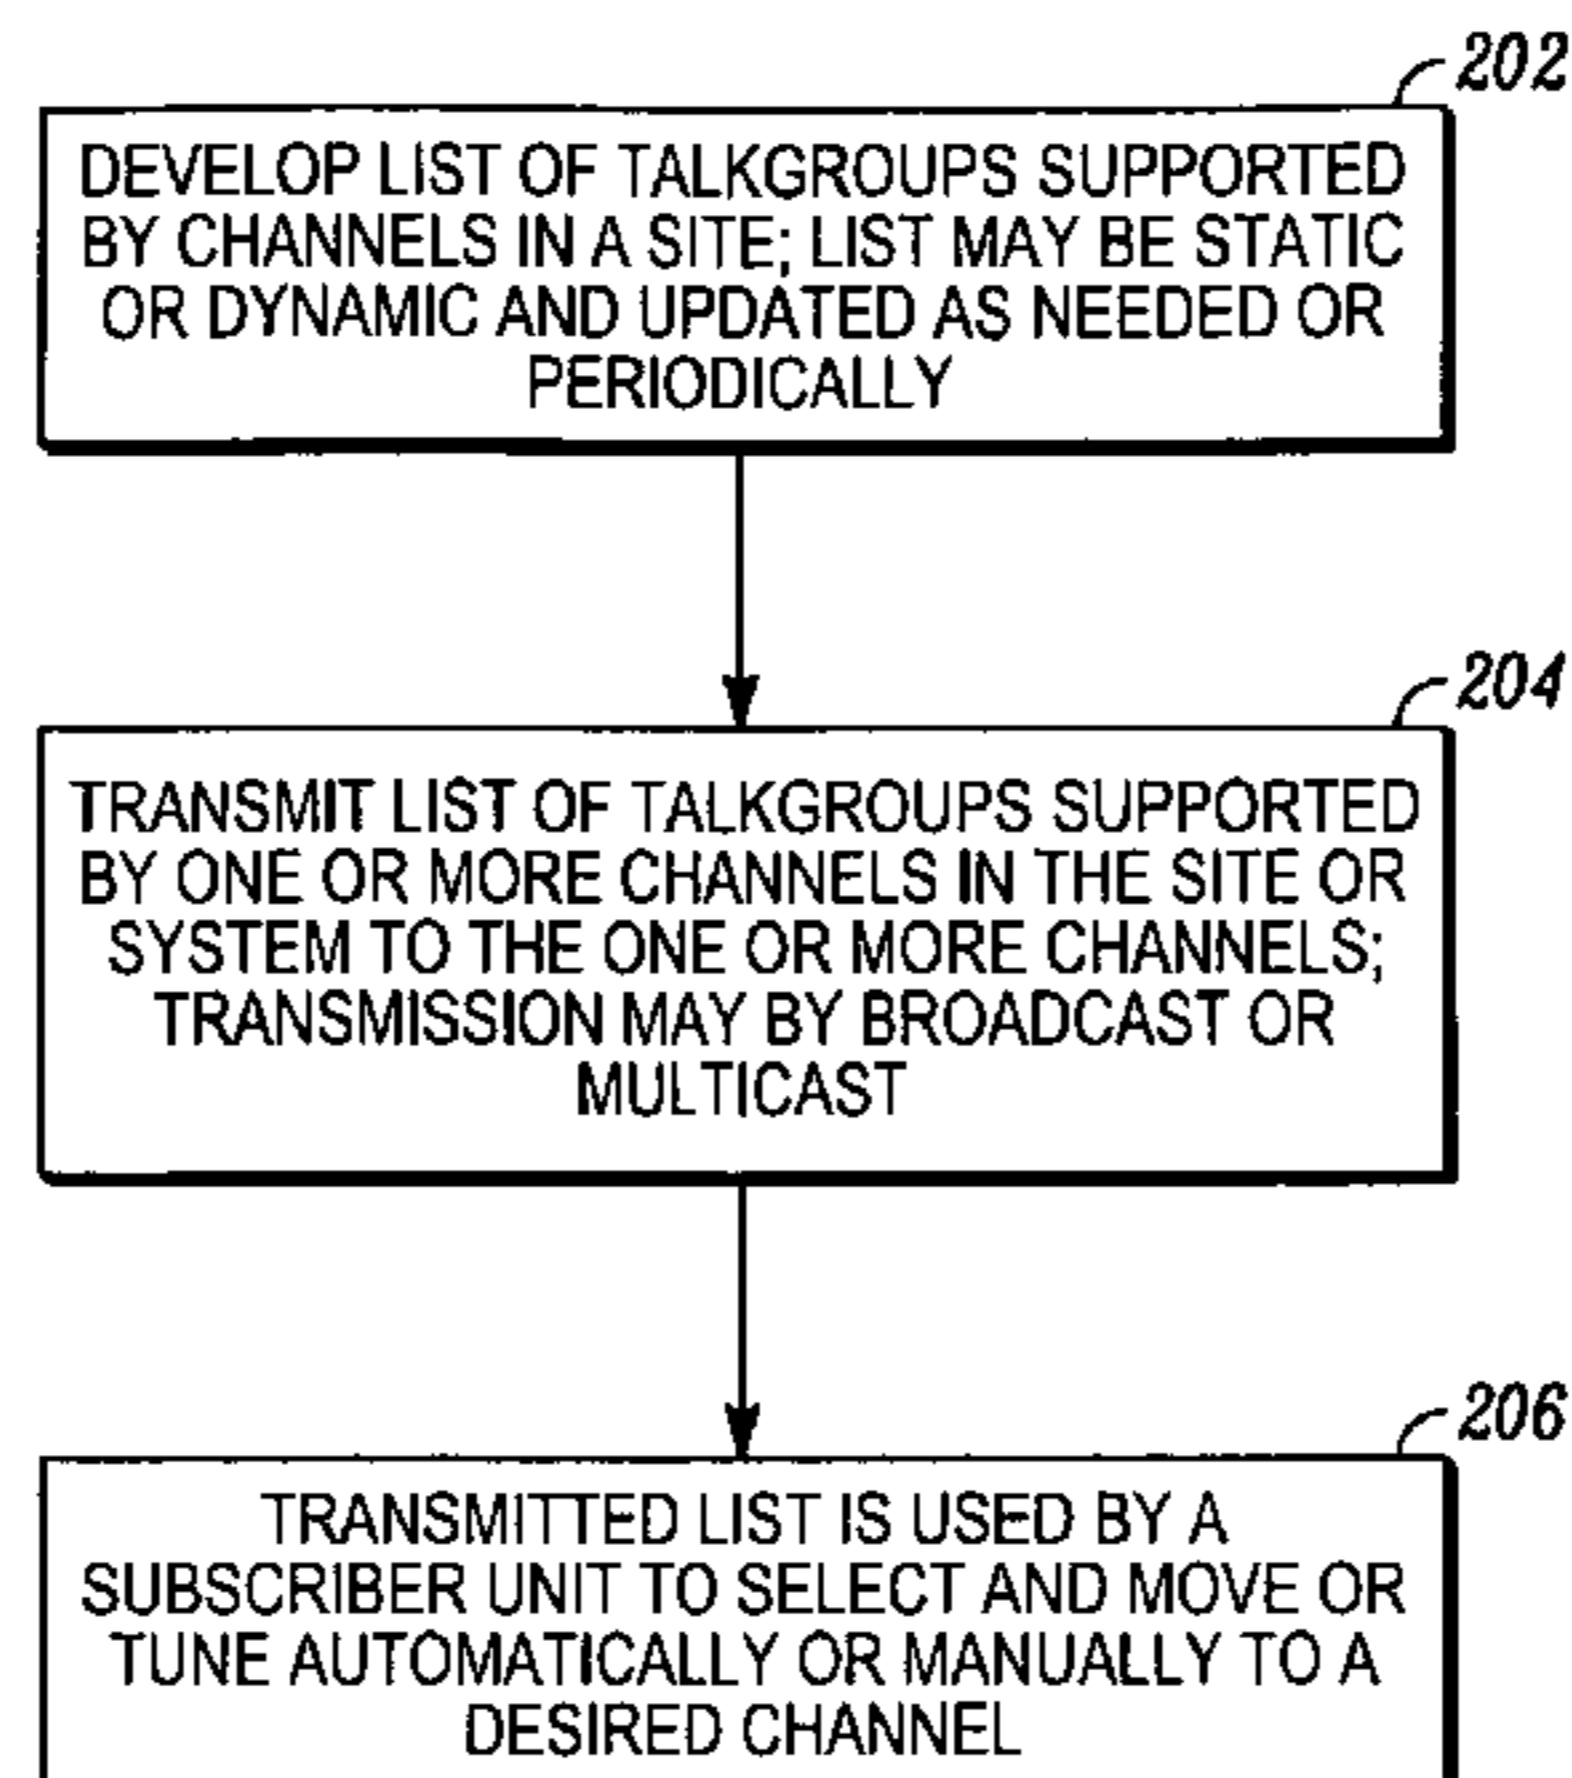 202
DEVELOP LIST OF TALKGROUPS SUPPORTED
BY CHANNELS IN A SITE; LIST MAY BE STATIC
OR DYNAMIC AND UPDATED AS NEEDED OR
PERIODICALLY
204
TRANSMIT LIST OF TALKGROUPS SUPPORTED
BY ONE OR MORE CHANNELS IN THE SITE OR
SYSTEM TO THE ONE OR MORE CHANNELS;
TRANSMISSION MAY BY BROADCAST OR
MULTICAST
206
TRANSMITTED LIST IS USED BY A
SUBSCRIBER UNIT TO SELECT AND MOVE OR
TUNE AUTOMATICALLY OR MANUALLY TO A
DESIRED CHANNEL